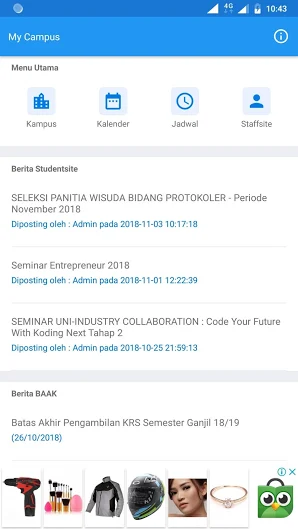 4G 10:43
My Campus
Menu Utama
Kampus Kalender Jadwal Staffsite
Berita Studentsite
SELEKSI PANITIA WISUDA BIDANG PROTOKOLER - Periode
November 2018
Diposting oleh : Admin pada 2018-11-03 10:17:18
Seminar Entrepreneur 2018
Diposting oleh : Admin pada 2018-11-01 12:22:39
SEMINAR UNI-INDUSTRY COLLABORATION : Code Your Future
With Koding Next Tahap 2
Diposting oleh : Admin pada 2018-10-25 21:59:13
Berita BAAK
Batas Akhir Pengambilan KRS Semester Ganjil 18/19
(26/10/2018)